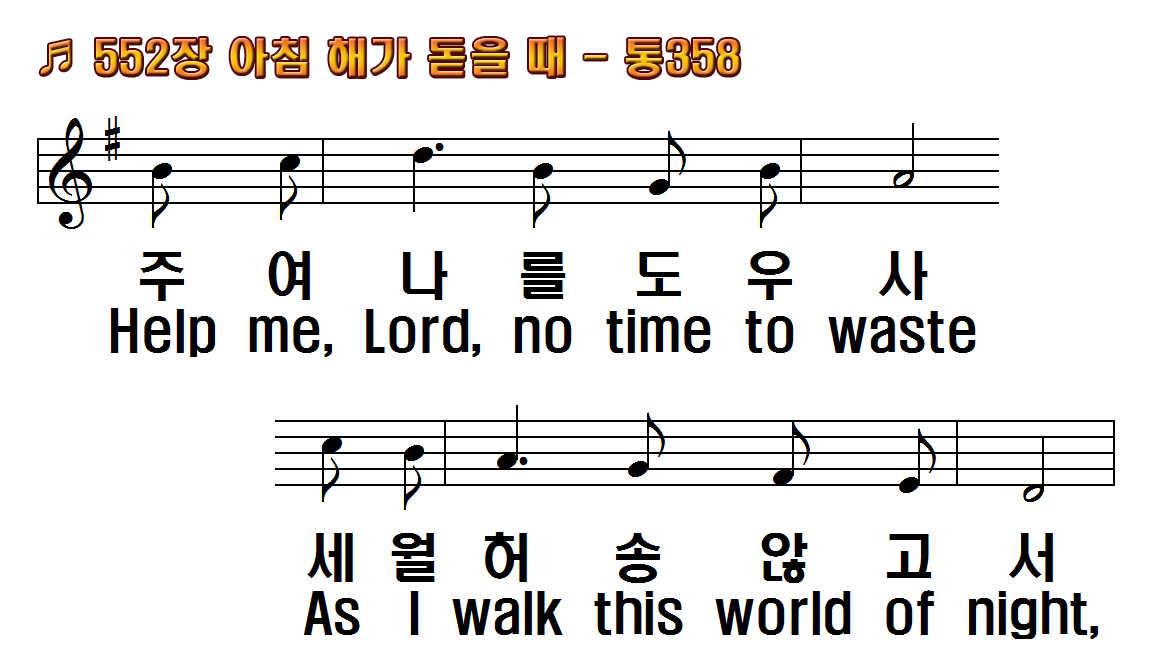 552장 아침 해가 돋을 때 - 통358
주 여 나 를 도 우 사
Help me, Lord, no time to waste
세 월 허 송 않 고 서
As I walk this world of night,